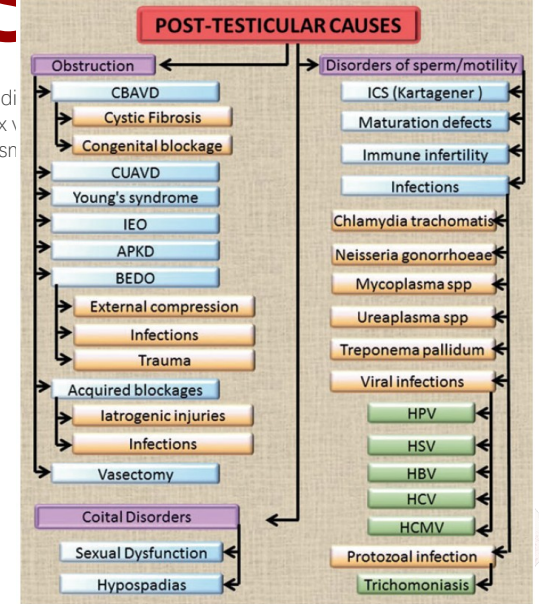 S
POST-TESTICULAR CAUSES
Obstruction
CBAVD
Cystic Fibrosis
Congenital blockage
CUAVD
Young's syndrome
IEO
APKD
BEDO
External compression
Infections
Trauma
Acquired blockages
Iatrogenic injuries
Infections
Vasectomy
Coital Disorders
Sexual Dysfunction
Hypospadias
Disorders of sperm/motility
ICS (Kartagener )
Maturation defects
Immune infertility
Infections
Chlamydia trachomatis
Neisseria gonorrhoeae
Mycoplasma spp
Ureaplasma spp
Treponema pallidum
Viral infections
HPV
HSV
HBV
HCV
HCMV
Protozoal infection
Trichomoniasis